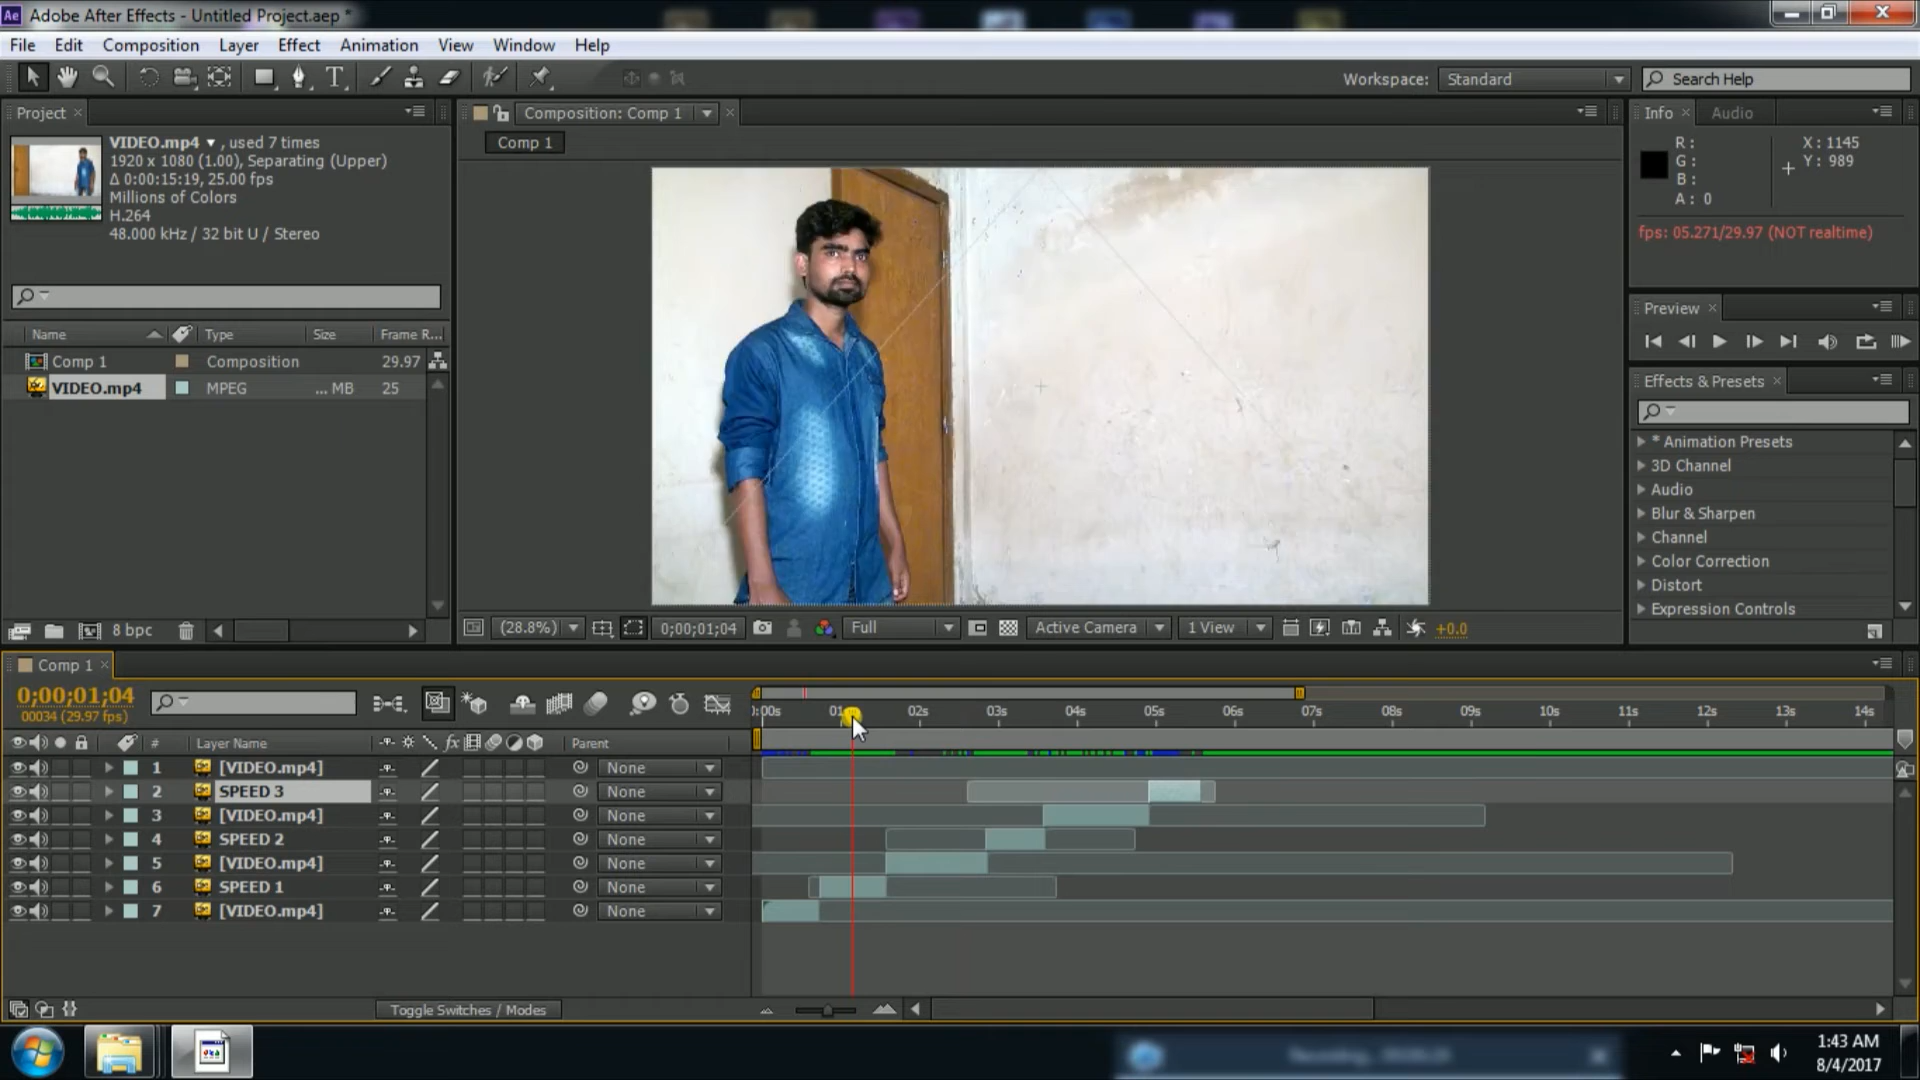 Adobe After Effects - Untitled Project.aep *
File Edit Composition Layer Effect Animation View Window Help
Workspace: Standard Search Help
Project × Composition: Comp 1 × Info × Audio
VIDEO.mp4 ▼ , used 7 times
1920 x 1080 (1.00), Separating (Upper)
Δ 0:00:15:19, 25.00 fps
Millions of Colors
H.264
48.000 kHz / 32 bit U / Stereo
Comp 1
R : X : 1145
G : Y : 989
B :
A : 0
fps: 05.271/29.97 (NOT realtime)
Name Type Size Frame R...
Comp 1 Composition 29.97
VIDEO.mp4 MPEG ... MB 25
8 bpc
(28.8%) 0;00;01;04 Full Active Camera 1 View +0.0
Preview ×
Effects & Presets ×
* Animation Presets
3D Channel
Audio
Blur & Sharpen
Channel
Color Correction
Distort
Expression Controls
Comp 1 ×
0;00;01;04
00034 (29.97 fps)
):00s 01 02s 03s 04s 05s 06s 07s 08s 09s 10s 11s 12s 13s 14s
# Layer Name fx Parent
1 [VIDEO.mp4] None
2 SPEED 3 None
3 [VIDEO.mp4] None
4 SPEED 2 None
5 [VIDEO.mp4] None
6 SPEED 1 None
7 [VIDEO.mp4] None
Toggle Switches / Modes
1:43 AM
8/4/2017